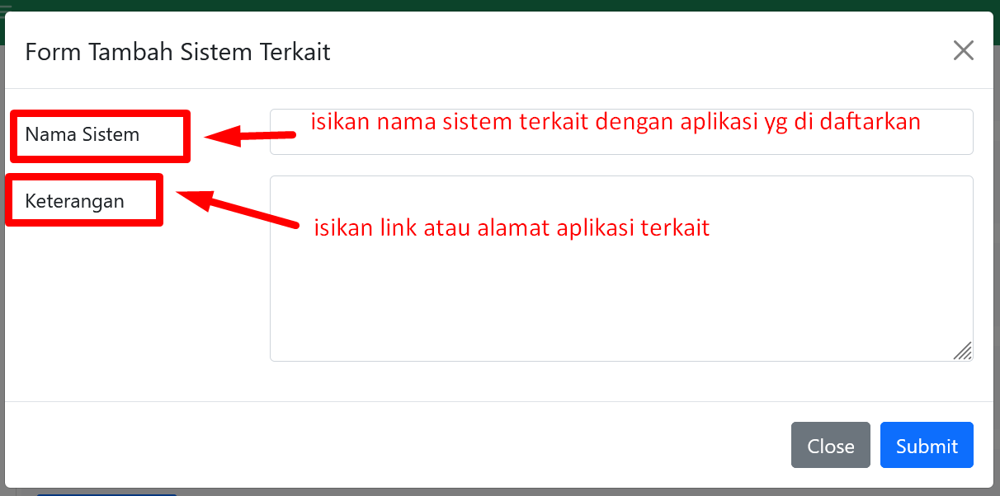 Form Tambah Sistem Terkait
Nama Sistem
isikan nama sistem terkait dengan aplikasi yg di daftarkan
Keterangan
isikan link atau alamat aplikasi terkait
Close
Submit